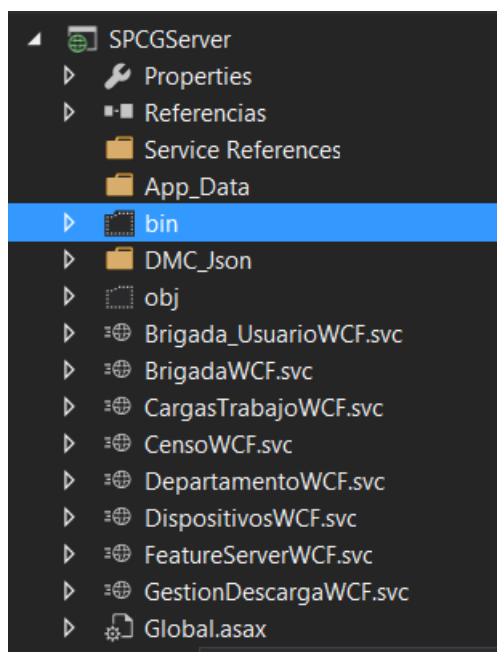 SPCGServer
Properties
Referencias
Service References
App_Data
bin
DMC_Json
obj
Brigada_UsuarioWCF.svc
BrigadaWCF.svc
CargasTrabajoWCF.svc
CensoWCF.svc
DepartamentoWCF.svc
DispositivosWCF.svc
FeatureServerWCF.svc
GestionDescargaWCF.svc
Global.asax